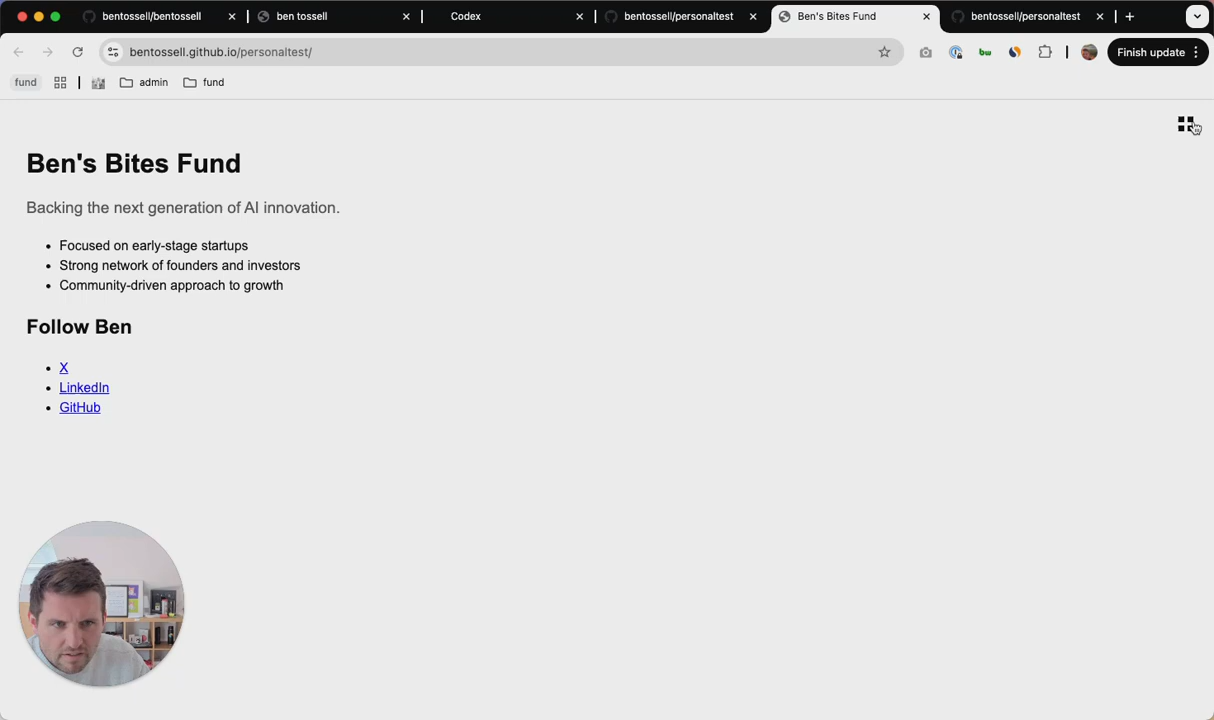 bentossell/bentossell
ben tossell
Codex
bentossell/personaltest
Ben's Bites Fund
bentossell/personaltest
bentossell.github.io/personaltest/
bw
Finish update
fund
admin
fund
Ben's Bites Fund
Backing the next generation of AI innovation.
Focused on early-stage startups
Strong network of founders and investors
Community-driven approach to growth
Follow Ben
X
LinkedIn
GitHub